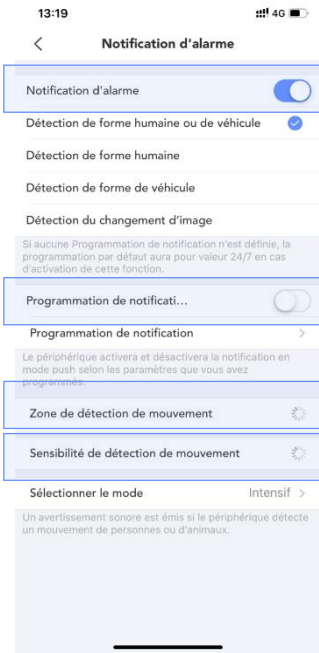 13:19 4G
Notification d'alarme
Notification d'alarme
Détection de forme humaine ou de véhicule
Détection de forme humaine
Détection de forme de véhicule
Détection du changement d'image
Si aucune Programmation de notification n'est définie, la
programmation par défaut aura pour valeur 24/7 en cas
d'activation de cette fonction.
Programmation de notificati...
Programmation de notification
Le périphérique activera et désactivera la notification en
mode push selon les paramètres que vous avez
programmés.
Zone de détection de mouvement
Sensibilité de détection de mouvement
Sélectionner le mode Intensif
Un avertissement sonore est émis si le périphérique détecte
un mouvement de personnes ou d'animaux.